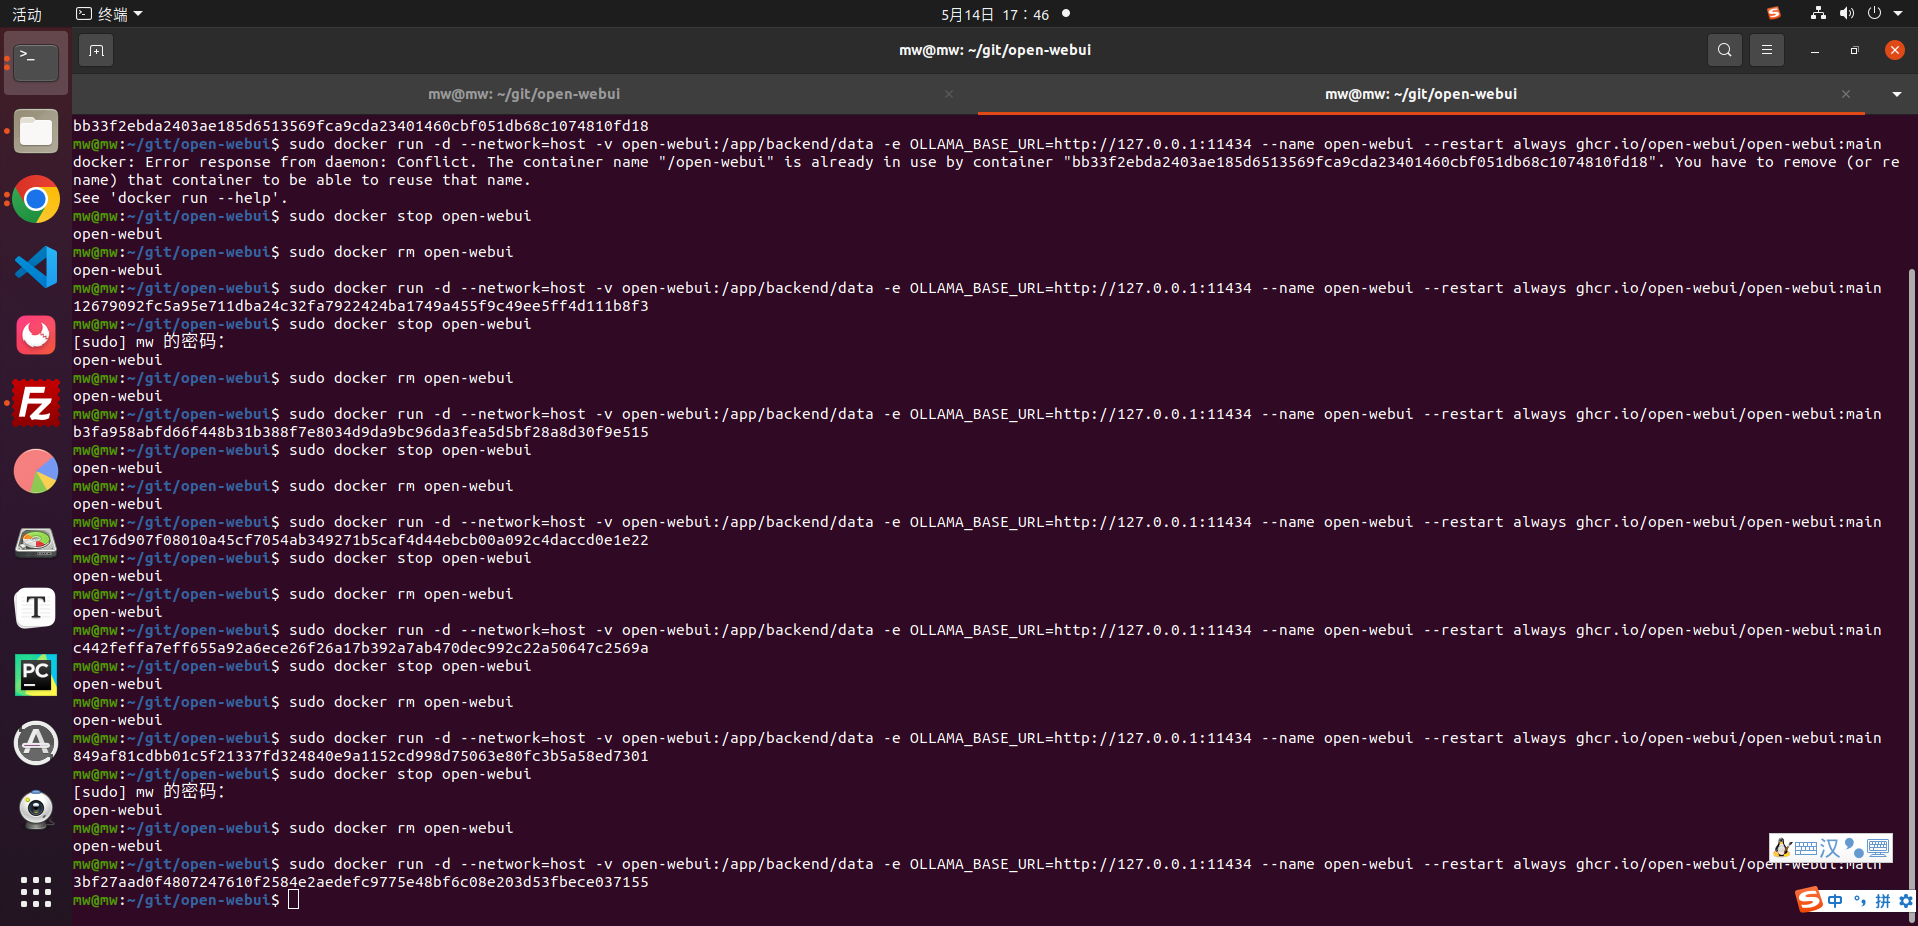 活动
终端
5月14日 17：46
mw@mw: ~/git/open-webui
mw@mw: ~/git/open-webui
mw@mw: ~/git/open-webui
bb33f2ebda2403ae185d6513569fca9cda23401460cbf051db68c1074810fd18
mw@mw:~/git/open-webui$ sudo docker run -d --network=host -v open-webui:/app/backend/data -e OLLAMA_BASE_URL=http://127.0.0.1:11434 --name open-webui --restart always ghcr.io/open-webui/open-webui:main
docker: Error response from daemon: Conflict. The container name "/open-webui" is already in use by container "bb33f2ebda2403ae185d6513569fca9cda23401460cbf051db68c1074810fd18". You have to remove (or re
name) that container to be able to reuse that name.
See 'docker run --help'.
mw@mw:~/git/open-webui$ sudo docker stop open-webui
open-webui
mw@mw:~/git/open-webui$ sudo docker rm open-webui
open-webui
mw@mw:~/git/open-webui$ sudo docker run -d --network=host -v open-webui:/app/backend/data -e OLLAMA_BASE_URL=http://127.0.0.1:11434 --name open-webui --restart always ghcr.io/open-webui/open-webui:main
12679092fc5a95e711dba24c32fa7922424ba1749a455f9c49ee5ff4d111b8f3
mw@mw:~/git/open-webui$ sudo docker stop open-webui
[sudo] mw 的密码：
open-webui
mw@mw:~/git/open-webui$ sudo docker rm open-webui
open-webui
mw@mw:~/git/open-webui$ sudo docker run -d --network=host -v open-webui:/app/backend/data -e OLLAMA_BASE_URL=http://127.0.0.1:11434 --name open-webui --restart always ghcr.io/open-webui/open-webui:main
b3fa958abfd66f448b31b388f7e8034d9da9bc96da3fea5d5bf28a8d30f9e515
mw@mw:~/git/open-webui$ sudo docker stop open-webui
open-webui
mw@mw:~/git/open-webui$ sudo docker rm open-webui
open-webui
mw@mw:~/git/open-webui$ sudo docker run -d --network=host -v open-webui:/app/backend/data -e OLLAMA_BASE_URL=http://127.0.0.1:11434 --name open-webui --restart always ghcr.io/open-webui/open-webui:main
ec176d907f08010a45cf7054ab349271b5caf4d44ebcb00a092c4daccd0e1e22
mw@mw:~/git/open-webui$ sudo docker stop open-webui
open-webui
mw@mw:~/git/open-webui$ sudo docker rm open-webui
open-webui
mw@mw:~/git/open-webui$ sudo docker run -d --network=host -v open-webui:/app/backend/data -e OLLAMA_BASE_URL=http://127.0.0.1:11434 --name open-webui --restart always ghcr.io/open-webui/open-webui:main
c442feffa7eff655a92a6ece26f26a17b392a7ab470dec992c22a50647c2569a
mw@mw:~/git/open-webui$ sudo docker stop open-webui
open-webui
mw@mw:~/git/open-webui$ sudo docker rm open-webui
open-webui
mw@mw:~/git/open-webui$ sudo docker run -d --network=host -v open-webui:/app/backend/data -e OLLAMA_BASE_URL=http://127.0.0.1:11434 --name open-webui --restart always ghcr.io/open-webui/open-webui:main
849af81cdbb01c5f21337fd324840e9a1152cd998d75063e80fc3b5a58ed7301
mw@mw:~/git/open-webui$ sudo docker stop open-webui
[sudo] mw 的密码：
open-webui
mw@mw:~/git/open-webui$ sudo docker rm open-webui
open-webui
mw@mw:~/git/open-webui$ sudo docker run -d --network=host -v open-webui:/app/backend/data -e OLLAMA_BASE_URL=http://127.0.0.1:11434 --name open-webui --restart always ghcr.io/open-webui/open-webui:main
3bf27aad0f4807247610f2584e2aedefc9775e48bf6c08e203d53fbece037155
mw@mw:~/git/open-webui$
汉
中 °, 拼
Fz
T
PC